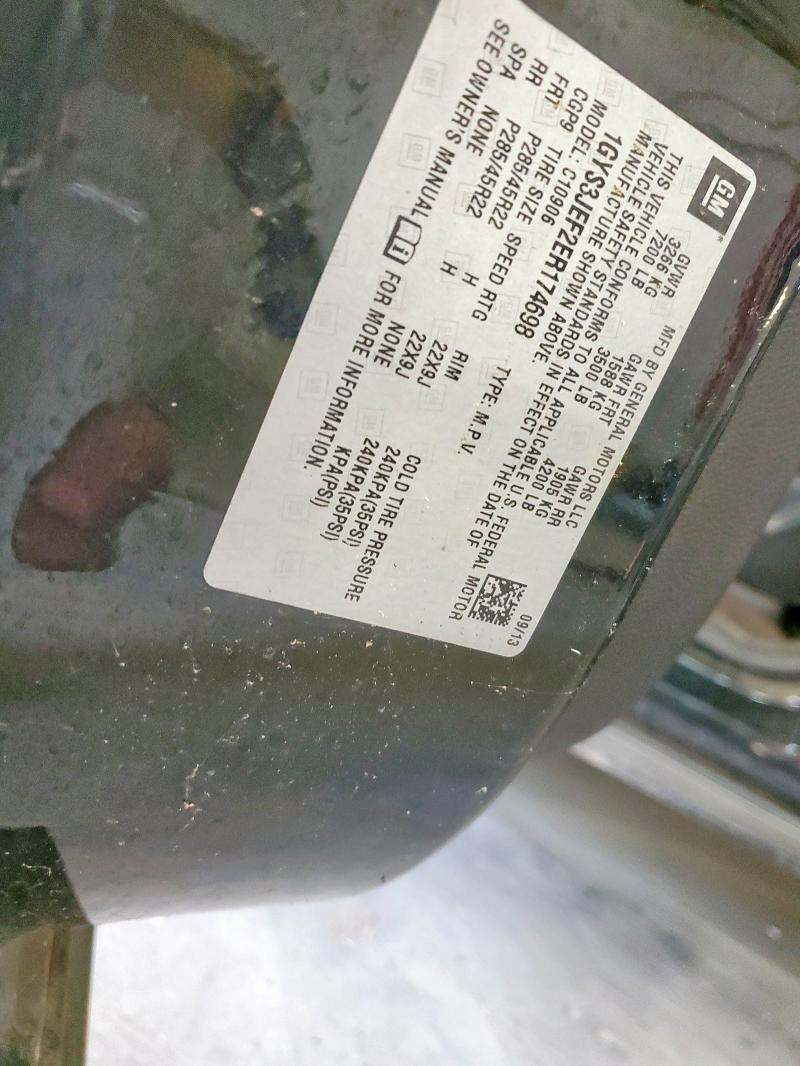 GM
MFD BY GENERAL MOTORS LLC
09/13
GVWR GAWR FRT GAWR RR
3266 KG 1588 KG 1905 KG
7200 LB 3500 LB 4200 LB
THIS VEHICLE CONFORMS TO ALL APPLICABLE U.S. FEDERAL MOTOR
VEHICLE SAFETY STANDARDS IN EFFECT ON THE DATE OF
MANUFACTURE SHOWN ABOVE
1GYS3JEF2ER174698 TYPE: M.P.V.
MODEL: C10906
CGP9 TIRE SIZE SPEED RTG RIM COLD TIRE PRESSURE
FRT P285/45R22 H 22X9J 240KPA(35PSI)
RR P285/45R22 H 22X9J 240KPA(35PSI)
SPA NONE NONE KPA(PSI)
SEE OWNER'S MANUAL i FOR MORE INFORMATION.